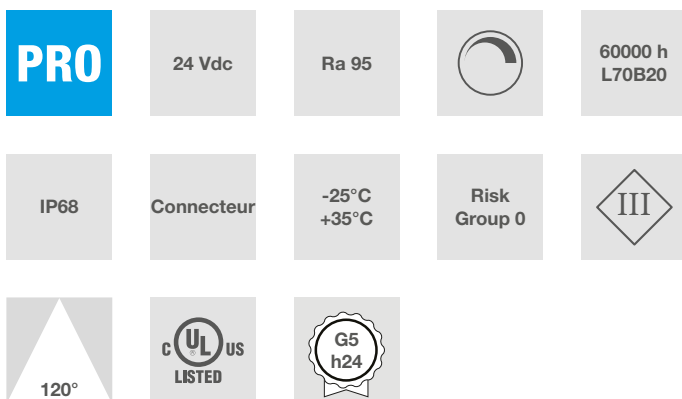 PRO
24 Vdc
Ra 95
60000 h
L70B20
IP68
Connecteur
-25°C
+35°C
Risk
Group 0
III
120°
C UL US
®
LISTED
G5
h24